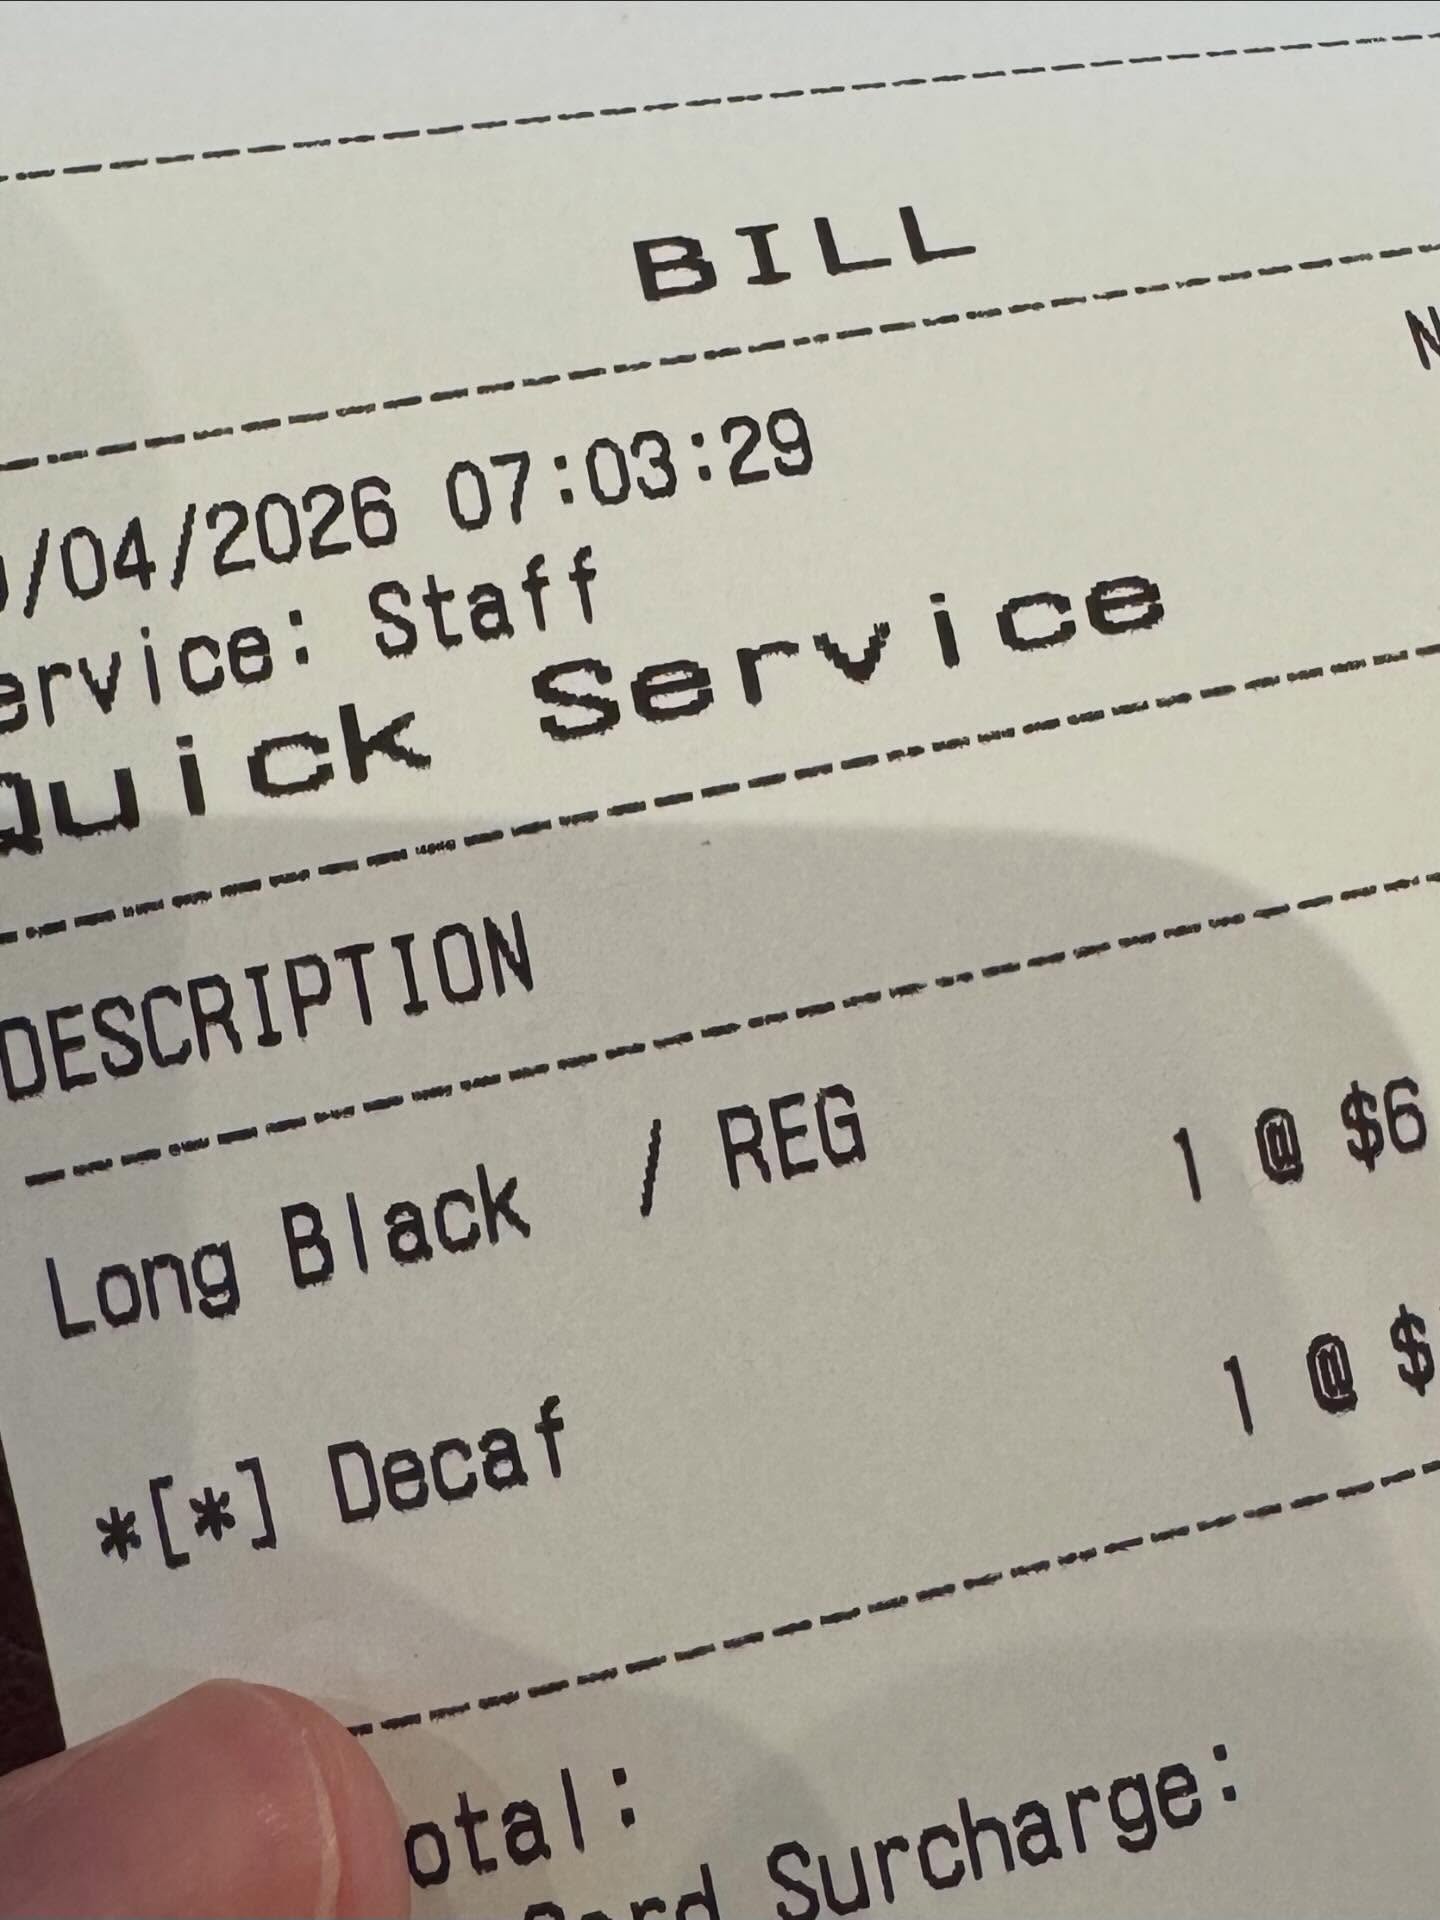 BILL
/04/2026 07:03:29
ervice: Staff
Quick Service
DESCRIPTION
Long Black / REG 1 @ $6
*[*] Decaf 1 @ $
otal:
Card Surcharge: